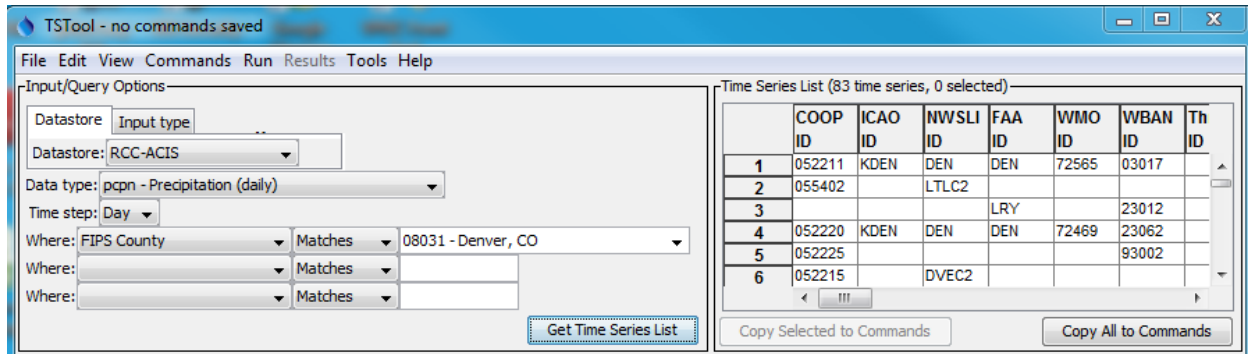 TSTool - no commands saved
File Edit View Commands Run Results Tools Help
Input/Query Options
Datastore Input type
Datastore: RCC-ACIS
Data type: pcpn - Precipitation (daily)
Time step: Day
Where: FIPS County Matches 08031 - Denver, CO
Where: Matches
Where: Matches
Get Time Series List
Time Series List (83 time series, 0 selected)
COOP ID ICAO ID NWSLI ID FAA ID WMO ID WBAN ID Th ID
1 052211 KDEN DEN DEN 72565 03017
2 055402 LTLC2
3 LRY 23012
4 052220 KDEN DEN DEN 72469 23062
5 052225 93002
6 052215 DVEC2
Copy Selected to Commands Copy All to Commands